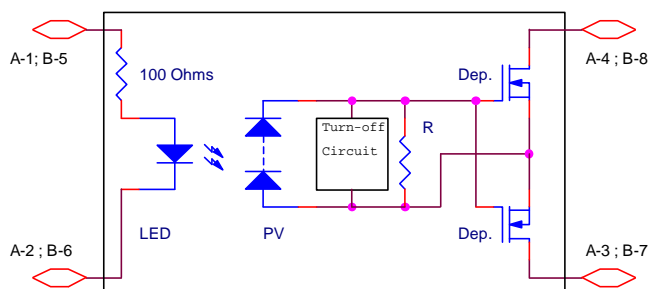 A-1; B-5
100 Ohms
Dep.
A-4 ; B-8
Turn-off
Circuit
R
A-2 ; B-6
LED
PV
Dep.
A-3 ; B-7